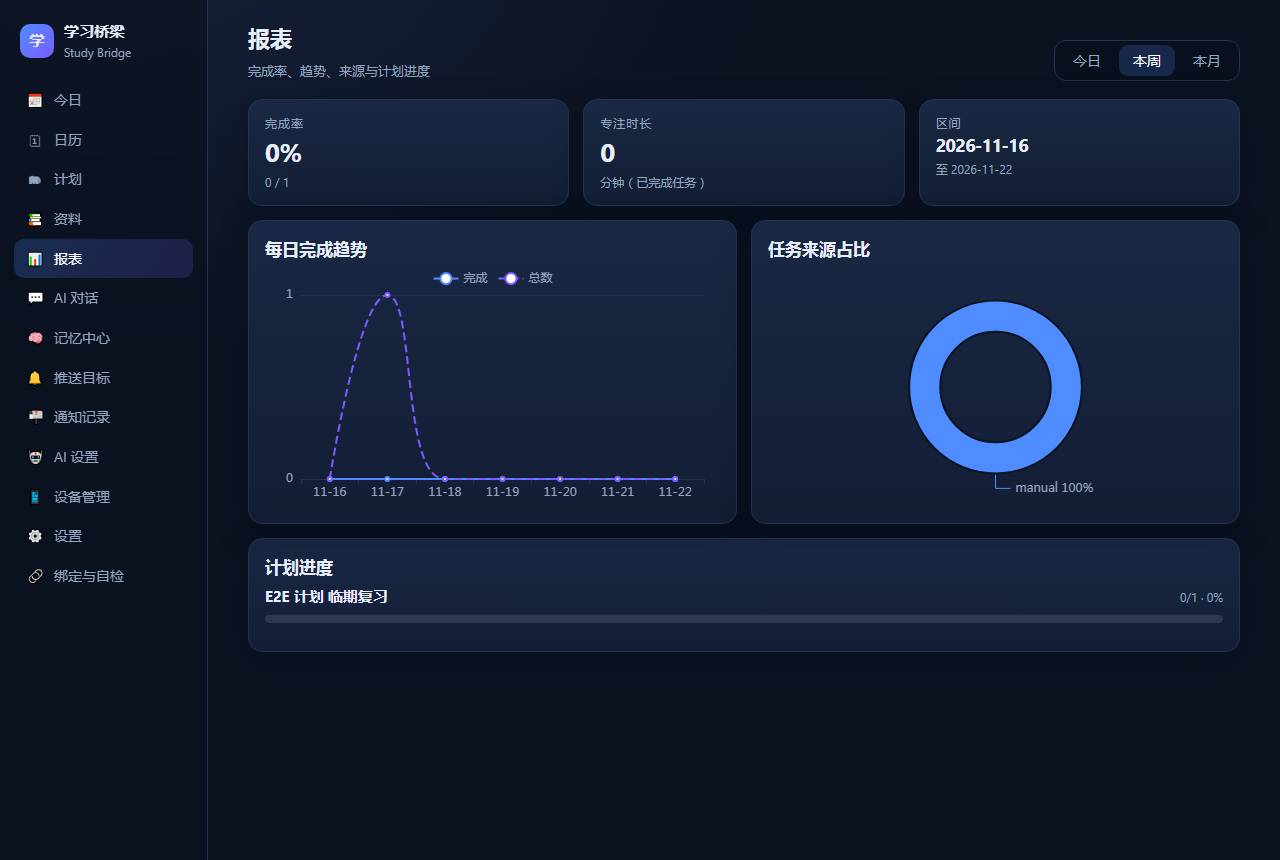 学
学习桥梁
Study Bridge
今日
日历
计划
资料
报表
AI 对话
记忆中心
推送目标
通知记录
AI 设置
设备管理
设置
绑定与自检
报表
完成率、趋势、来源与计划进度
今日 本周 本月
完成率
0%
0 / 1
专注时长
0
分钟（已完成任务）
区间
2026-11-16
至 2026-11-22
每日完成趋势
完成 总数
1
0
11-16 11-17 11-18 11-19 11-20 11-21 11-22
任务来源占比
manual 100%
计划进度
E2E 计划 临期复习
0/1 · 0%